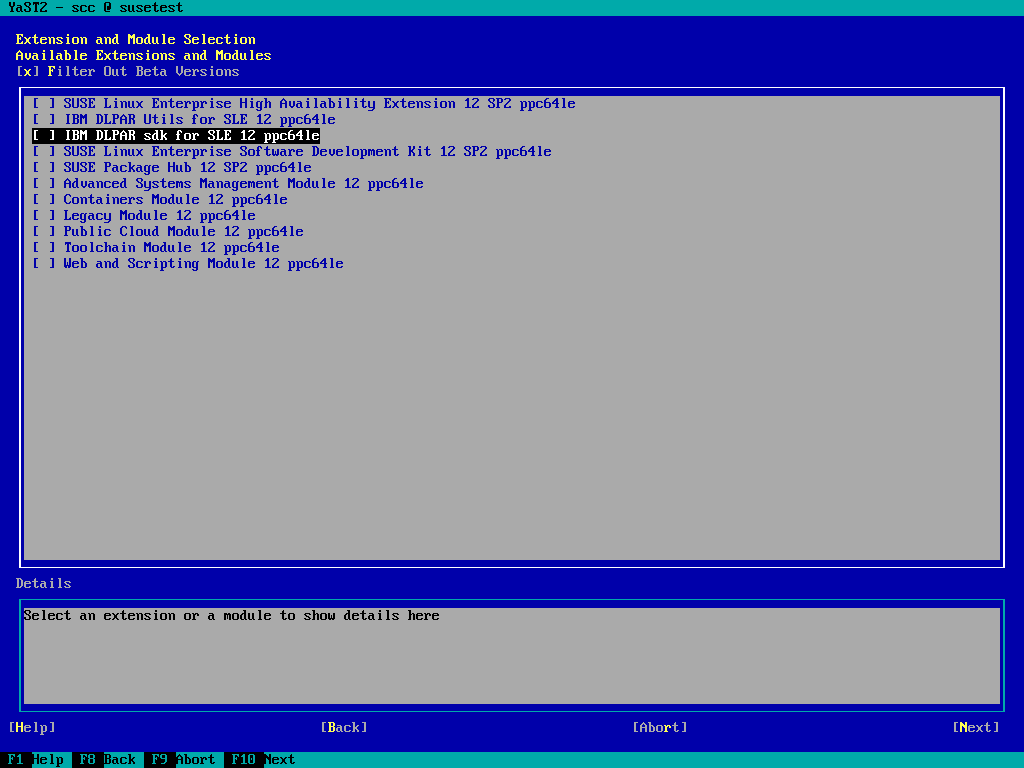 YaST2 - scc @ susetest
Extension and Module Selection
Available Extensions and Modules
[x] Filter Out Beta Versions
[ ] SUSE Linux Enterprise High Availability Extension 12 SP2 ppc64le
[ ] IBM DLPAR Utils for SLE 12 ppc64le
[ ] IBM DLPAR sdk for SLE 12 ppc64le
[ ] SUSE Linux Enterprise Software Development Kit 12 SP2 ppc64le
[ ] SUSE Package Hub 12 SP2 ppc64le
[ ] Advanced Systems Management Module 12 ppc64le
[ ] Containers Module 12 ppc64le
[ ] Legacy Module 12 ppc64le
[ ] Public Cloud Module 12 ppc64le
[ ] Toolchain Module 12 ppc64le
[ ] Web and Scripting Module 12 ppc64le
Details
Select an extension or a module to show details here
[Help] [Back] [Abort] [Next]
F1 Help F8 Back F9 Abort F10 Next